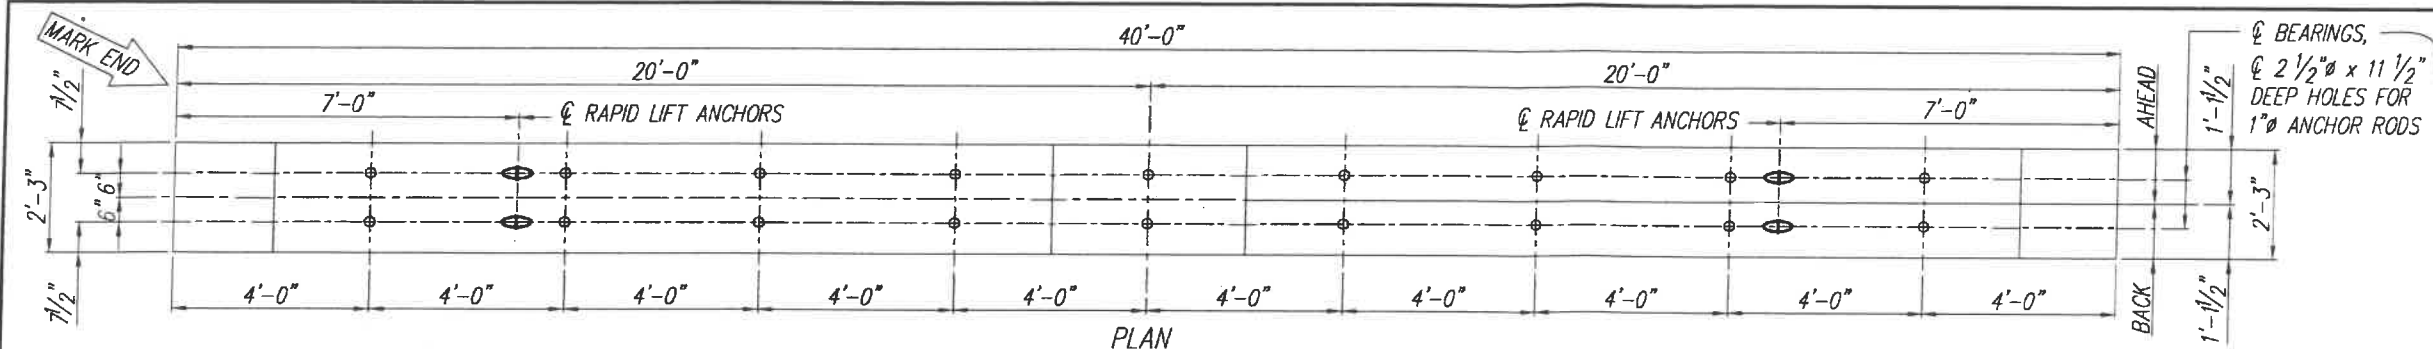 MARK END
40'-0"
20'-0"
20'-0"
7'-0"
℄ RAPID LIFT ANCHORS
℄ RAPID LIFT ANCHORS
7'-0"
℄ BEARINGS,
℄ 2 1/2"ø x 11 1/2"
DEEP HOLES FOR
1"ø ANCHOR RODS
7 1/2"
2'-3"
6" 6"
7 1/2"
AHEAD
BACK
1'-1 1/2"
1'-1 1/2"
2'-3"
4'-0" 4'-0" 4'-0" 4'-0" 4'-0" 4'-0" 4'-0" 4'-0" 4'-0" 4'-0"
PLAN